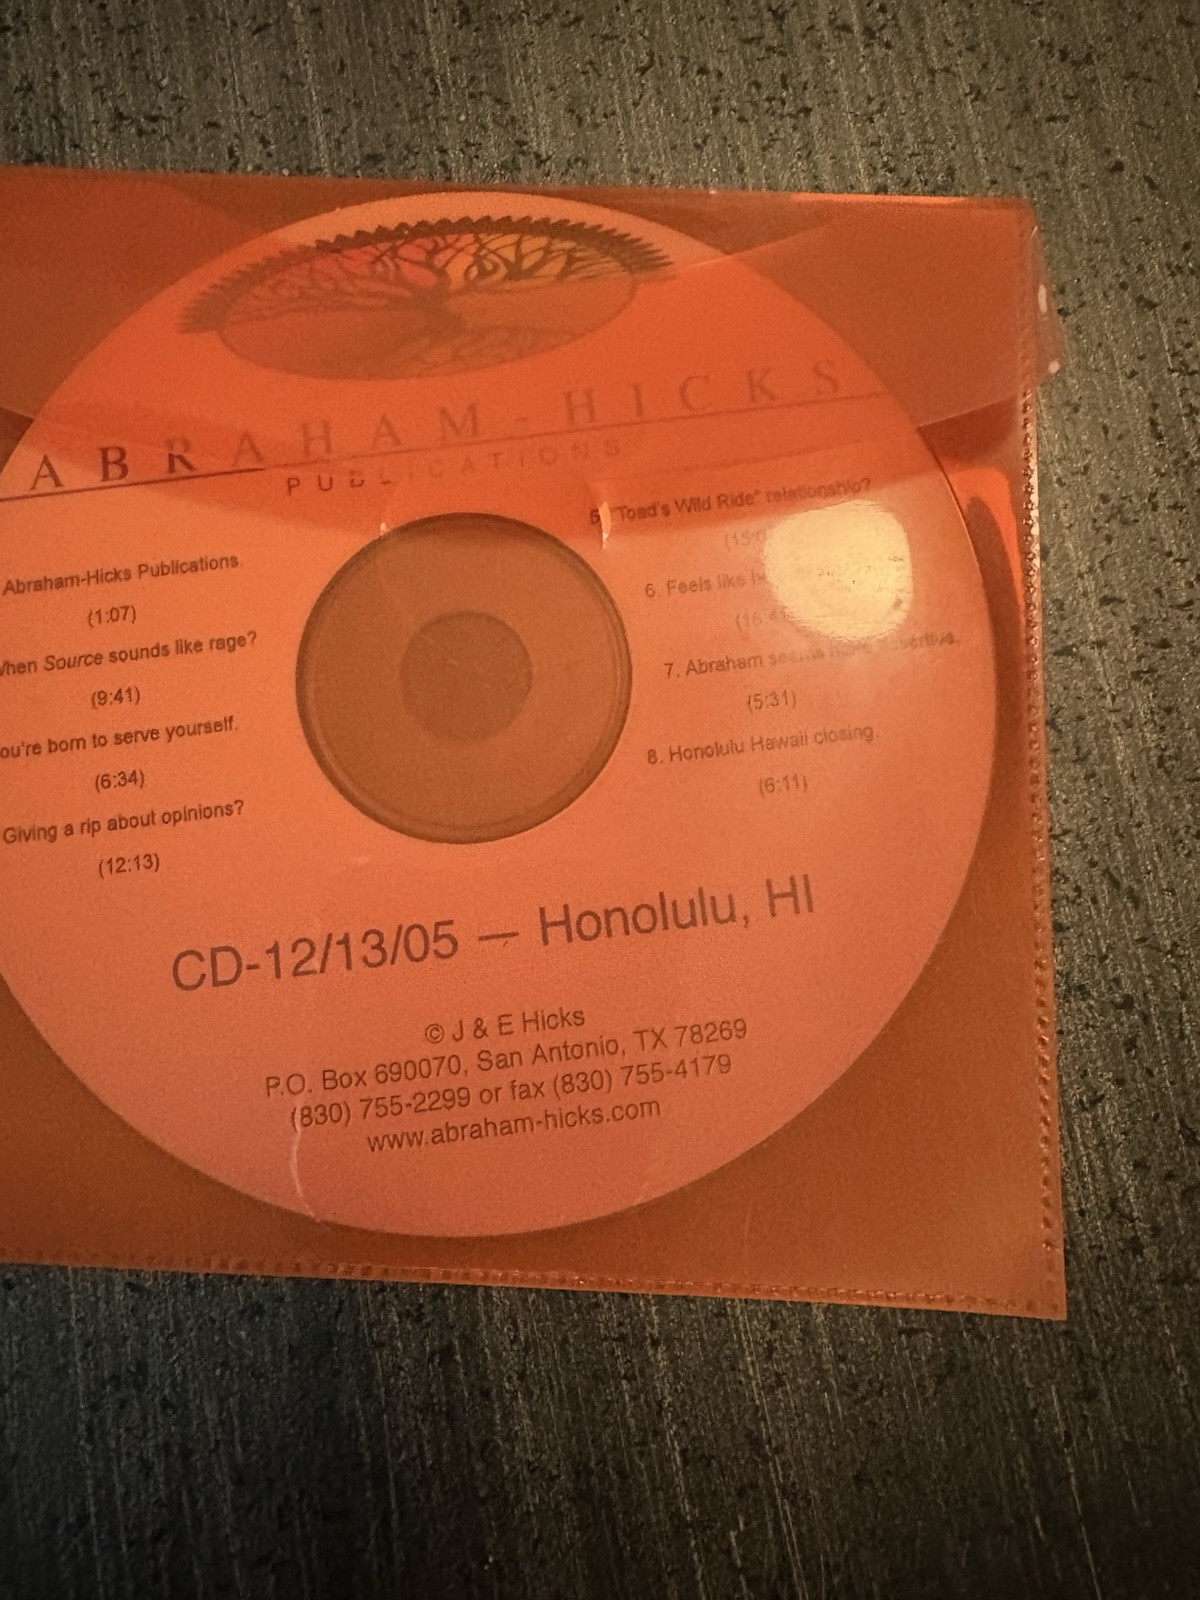 ABRAHAM-HICKS
PUBLICATIONS
Abraham-Hicks Publications.
(1:07)
When Source sounds like rage?
(9:41)
You're born to serve yourself.
(6:34)
Giving a rip about opinions?
(12:13)
5. "Toad's Wild Ride" relationship?
6. Feels like
7. Abraham seems
(5:31)
8. Honolulu Hawaii closing.
(6:11)
CD-12/13/05 — Honolulu, HI
© J & E Hicks
P.O. Box 690070, San Antonio, TX 78269
(830) 755-2299 or fax (830) 755-4179
www.abraham-hicks.com